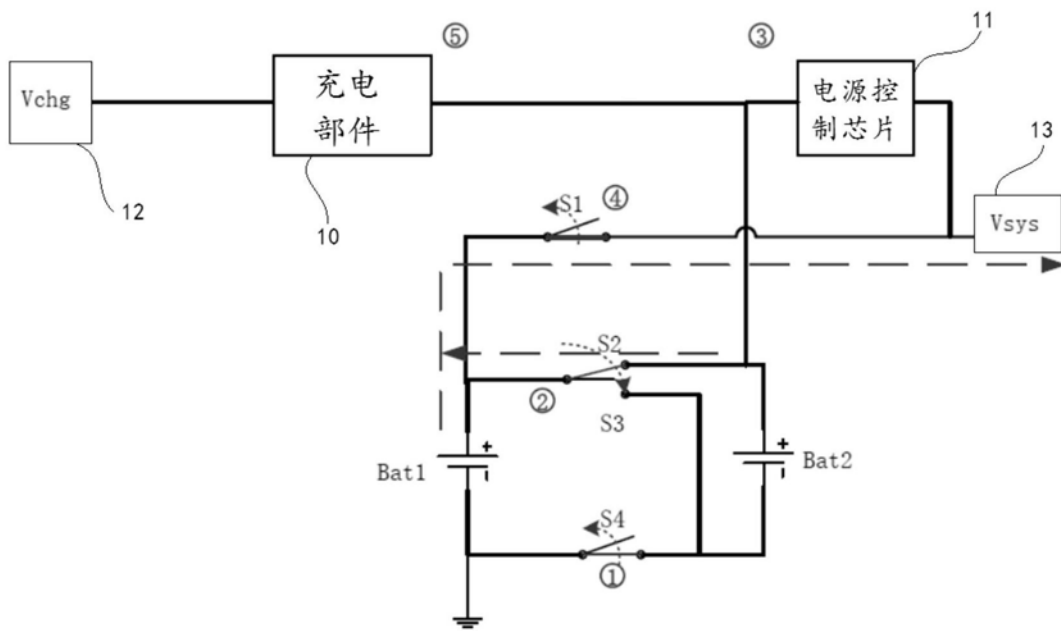 ⑤
③
11
Vchg
充电
部件
电源控
制芯片
13
12
10
S1
④
Vsys
S2
②
S3
Bat1
+
-
+
-
Bat2
S4
①